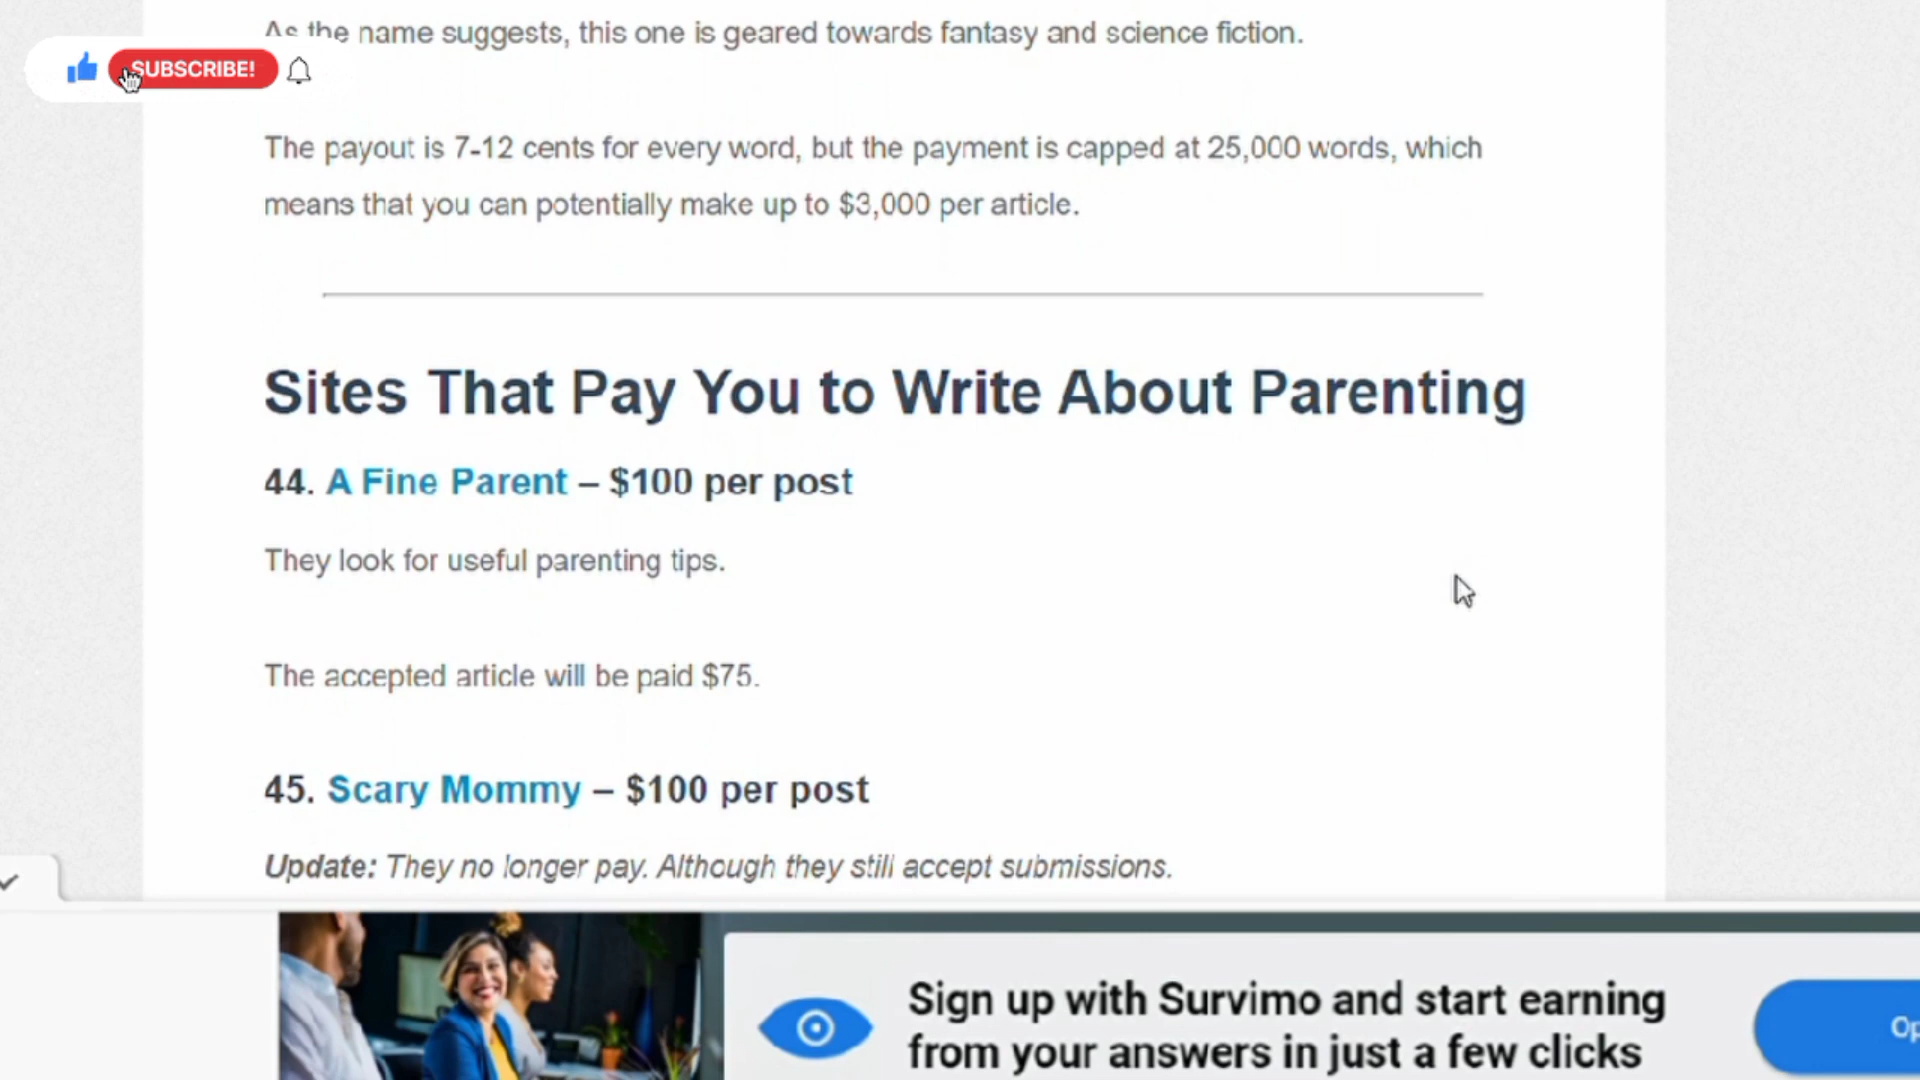 As the name suggests, this one is geared towards fantasy and science fiction.
SUBSCRIBE!
The payout is 7-12 cents for every word, but the payment is capped at 25,000 words, which
means that you can potentially make up to $3,000 per article.
Sites That Pay You to Write About Parenting
44. A Fine Parent – $100 per post
They look for useful parenting tips.
The accepted article will be paid $75.
45. Scary Mommy – $100 per post
Update: They no longer pay. Although they still accept submissions.
Sign up with Survimo and start earning
from your answers in just a few clicks